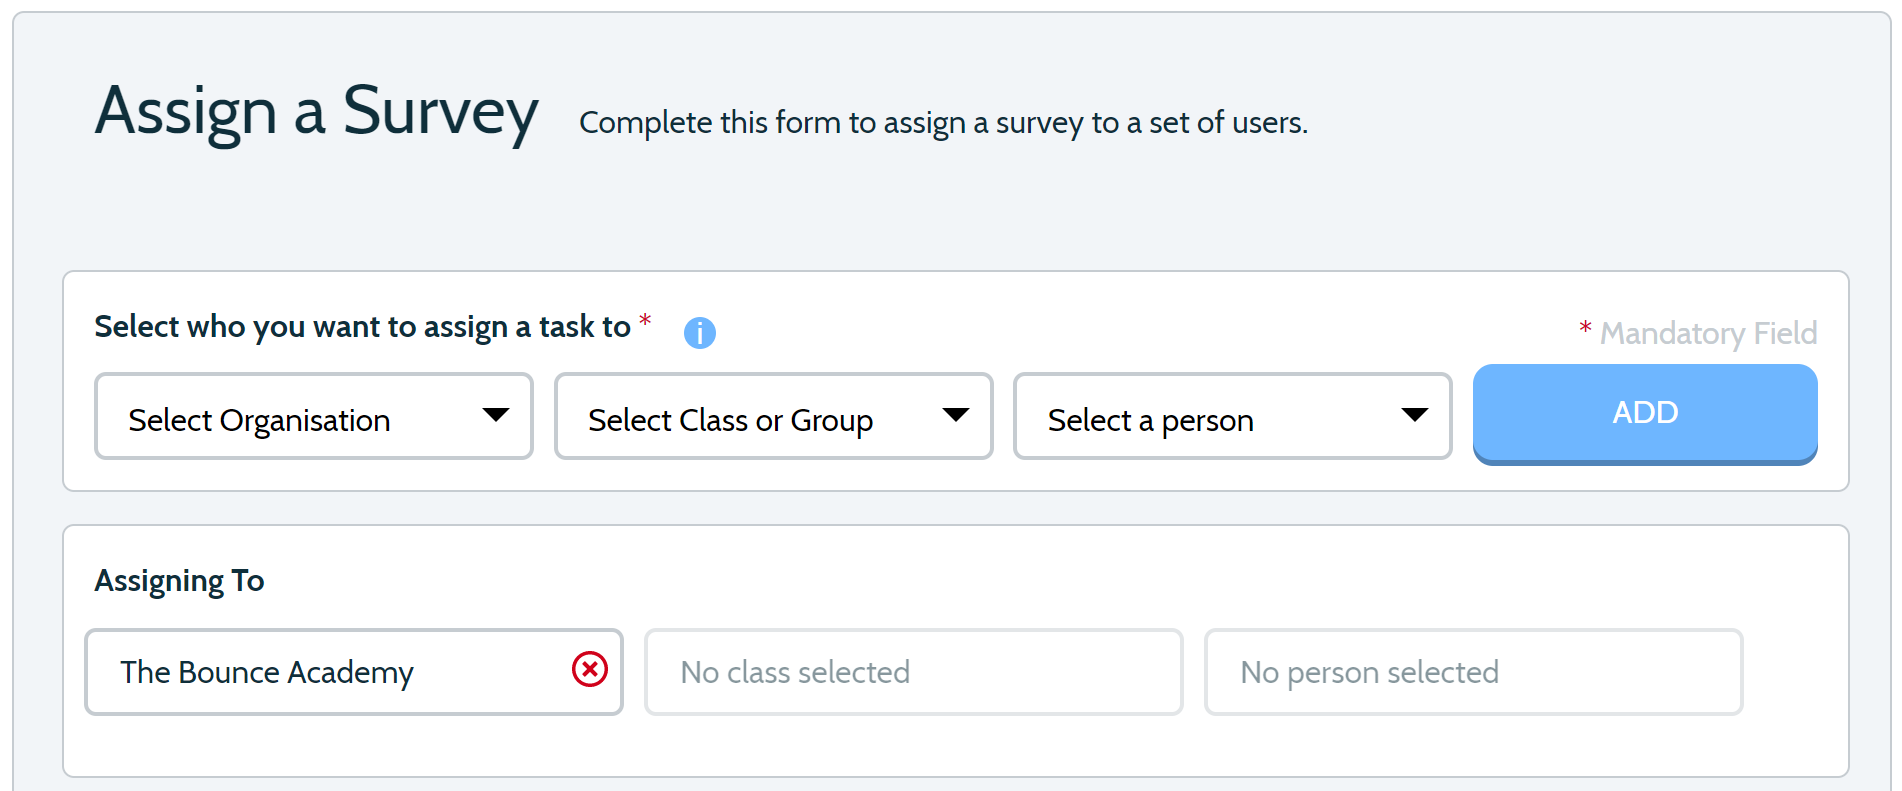 Assign a Survey Complete this form to assign a survey to a set of users.
Select who you want to assign a task to * i
* Mandatory Field
Select Organisation Select Class or Group Select a person ADD
Assigning To
The Bounce Academy No class selected No person selected